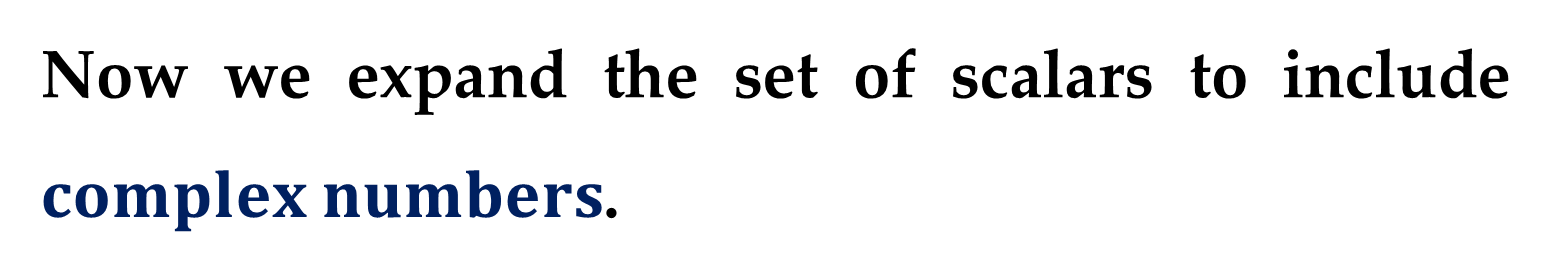 Now we expand the set of scalars to include
complex numbers.